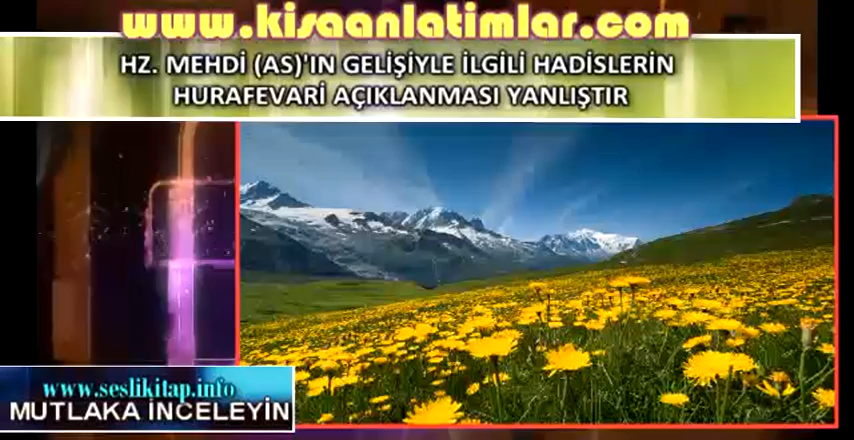 www.kisaanlatimlar.com
HZ. MEHDİ (AS)'IN GELİŞİYLE İLGİLİ HADİSLERİN
HURAFEVARİ AÇIKLANMASI YANLIŞTIR
www.seslikitap.info
MUTLAKA İNCELEYİN